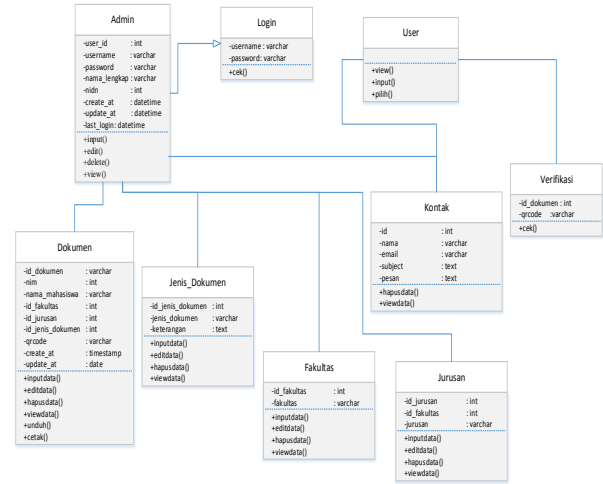 Admin
-user_id : int
-username : varchar
-password : varchar
-nama_lengkap : varchar
-nidn : int
-create_at : datetime
-update_at : datetime
-last_login : datetime
+input()
+edit()
+delete()
+view()
Login
-username : varchar
-password: varchar
+cek()
User
+view()
+input()
+pilih()
Verifikasi
-id_dokumen : int
-qrcode :varchar
+cek()
Kontak
-id : int
-nama : varchar
-email : varchar
-subject : text
-pesan : text
+hapusdata()
+viewdata()
Dokumen
-id_dokumen : varchar
-nim : int
-nama_mahasiswa : varchar
-id_fakultas : int
-id_jurusan : int
-id_jenis_dokumen : int
-qrcode : varchar
-create_at : timestamp
-update_at : date
+inputdata()
+editdata()
+hapusdata()
+viewdata()
+unduh()
+cetak()
Jenis_Dokumen
-id_jenis_dokumen : int
-jenis_dokumen : varchar
-keterangan : text
+inputdata()
+editdata()
+hapusdata()
+viewdata()
Fakultas
-id_fakultas : int
-fakultas : varchar
+inputdata()
+editdata()
+hapusdata()
+viewdata()
Jurusan
-id_jurusan : int
-id_fakultas : int
-jurusan : varchar
+inputdata()
+editdata()
+hapusdata()
+viewdata()